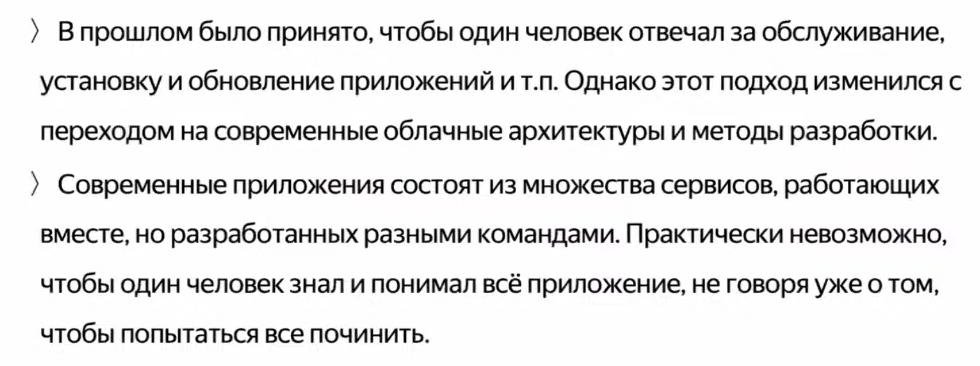 〉 В прошлом было принято, чтобы один человек отвечал за обслуживание,
установку и обновление приложений и т.п. Однако этот подход изменился с
переходом на современные облачные архитектуры и методы разработки.
〉 Современные приложения состоят из множества сервисов, работающих
вместе, но разработанных разными командами. Практически невозможно,
чтобы один человек знал и понимал всё приложение, не говоря уже о том,
чтобы попытаться все починить.